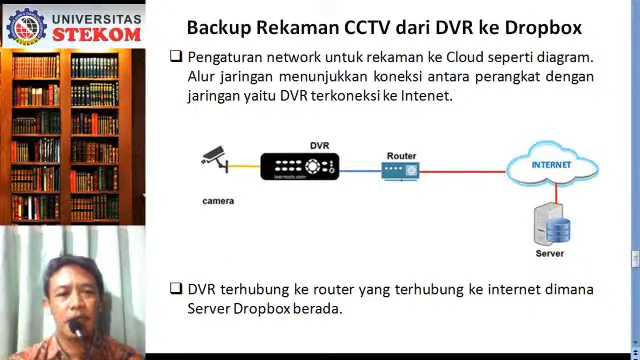 UNIVERSITAS
STEKOM
Backup Rekaman CCTV dari DVR ke Dropbox
Pengaturan network untuk rekaman ke Cloud seperti diagram.
Alur jaringan menunjukkan koneksi antara perangkat dengan
jaringan yaitu DVR terkoneksi ke Intenet.
DVR
Router
INTERNET
camera
Server
DVR terhubung ke router yang terhubung ke internet dimana
Server Dropbox berada.